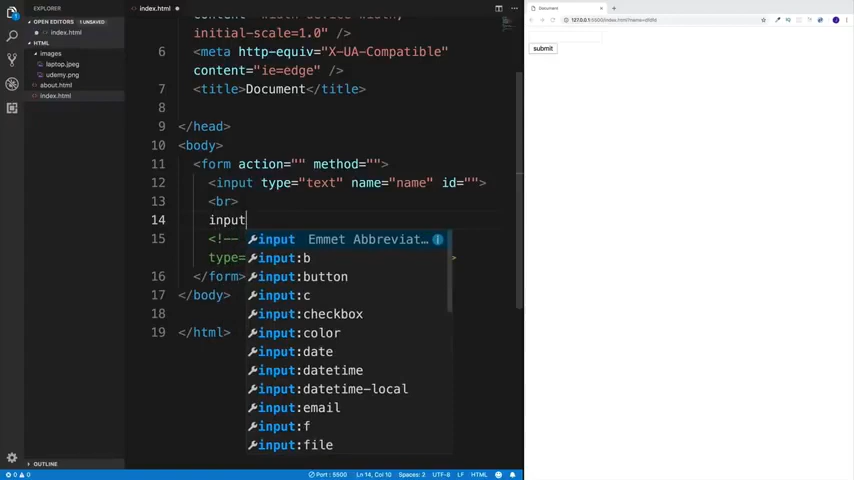 EXPLORER
OPEN EDITORS 1 UNSAVED
index.html
HTML
images
laptop.jpeg
udemy.png
about.html
index.html
OUTLINE
index.html
content="width=device-width,
initial-scale=1.0" />
6 <meta http-equiv="X-UA-Compatible"
content="ie=edge" />
7 <title>Document</title>
8
9 </head>
10 <body>
11 <form action="" method="">
12 <input type="text" name="name" id="">
13 <br>
14 input
15 <!--
type= >
16 </form>
17 </body>
18
19 </html>
input Emmet Abbreviat...
input:b
input:button
input:c
input:checkbox
input:color
input:date
input:datetime
input:datetime-local
input:email
input:f
input:file
0 0 Port : 5500 Ln 14, Col 10 Spaces: 2 UTF-8 LF HTML
Document
submit